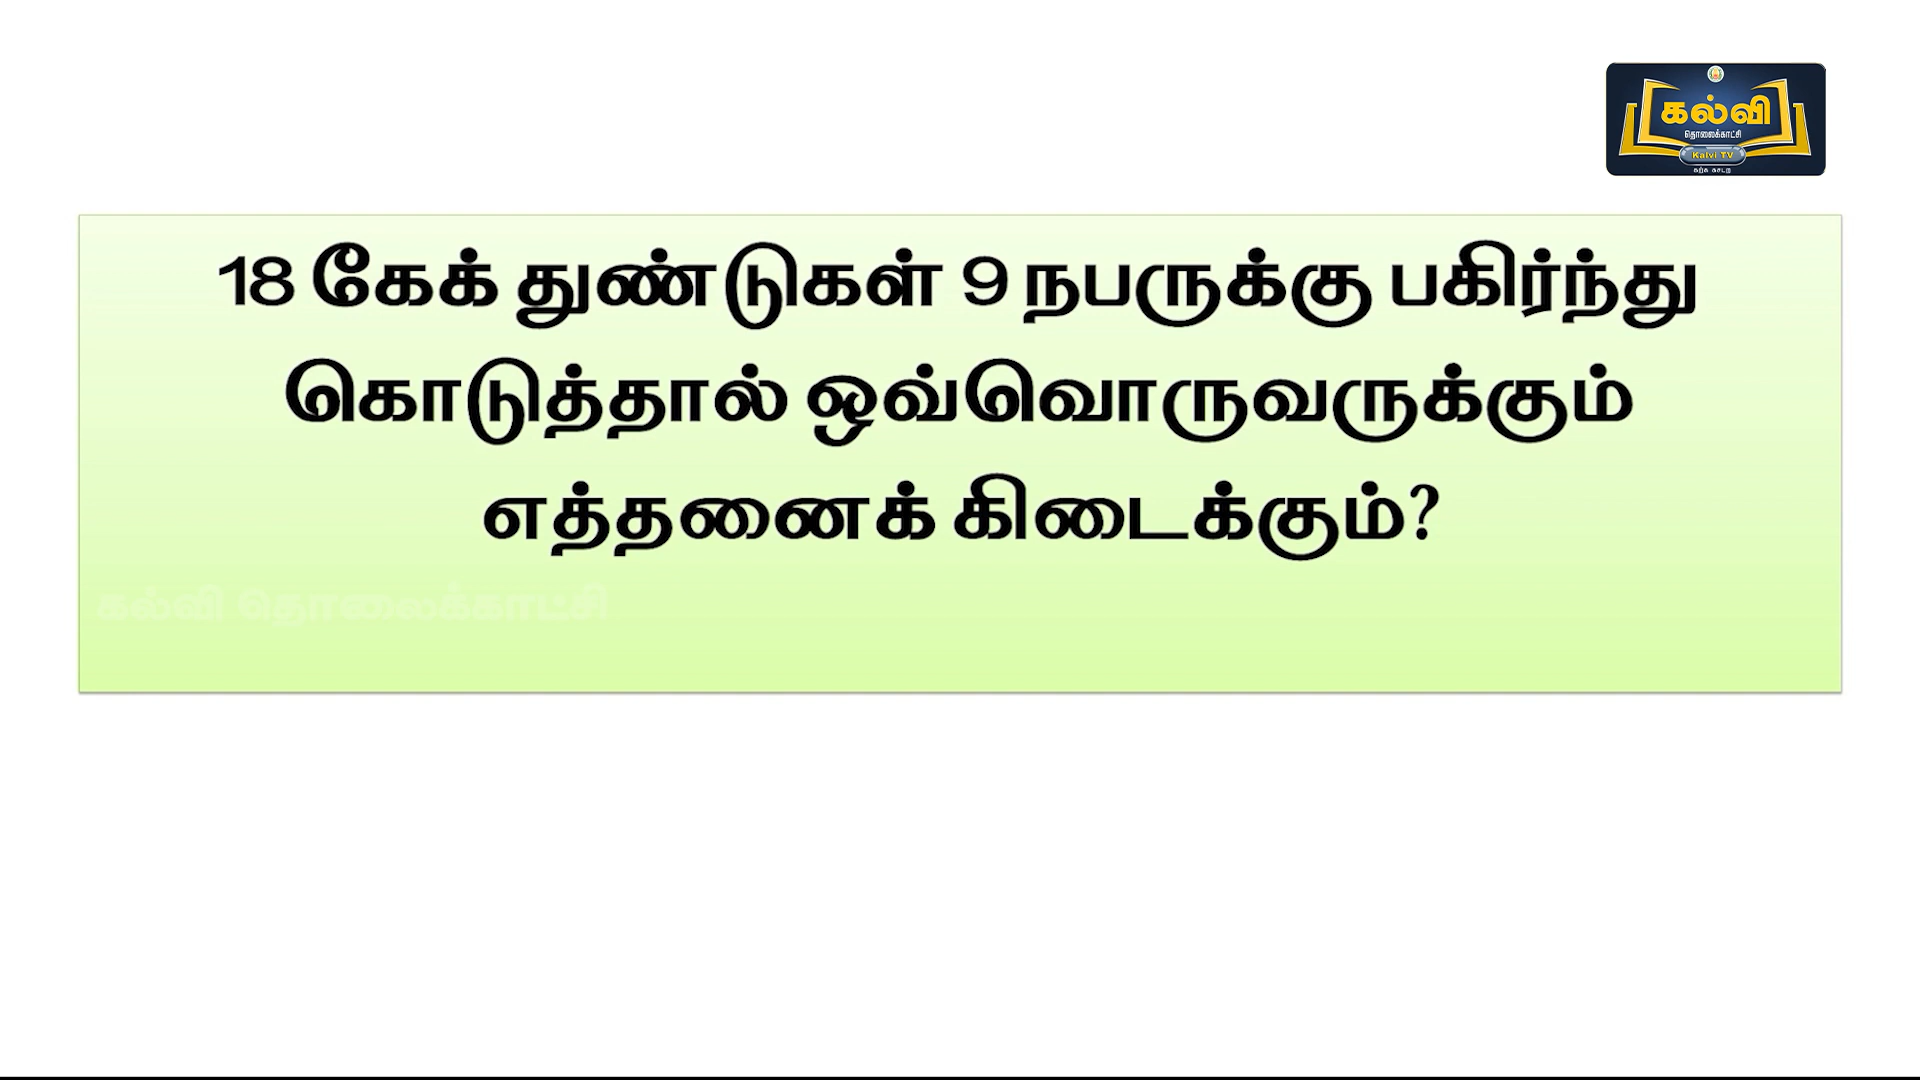 கல்வி
தொலைக்காட்சி
Kalvi TV
கற்க கசடற
18 கேக் துண்டுகள் 9 நபருக்கு பகிர்ந்து
கொடுத்தால் ஒவ்வொருவருக்கும்
எத்தனைக் கிடைக்கும்?
கல்வி தொலைக்காட்சி